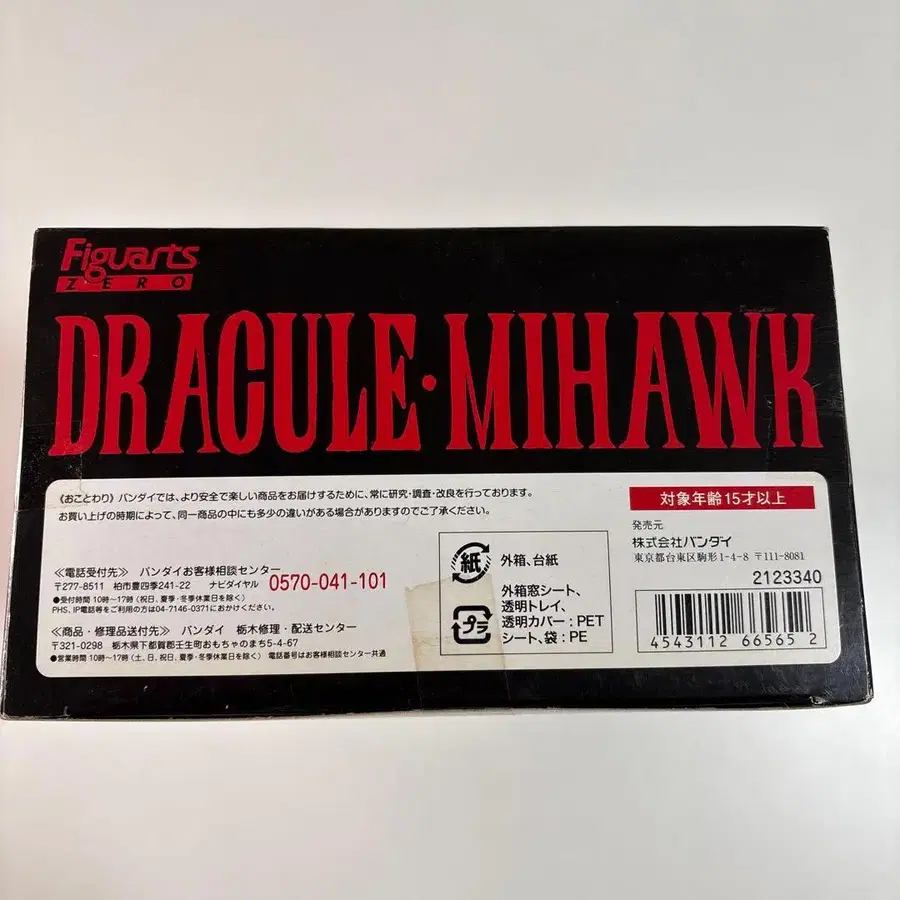 Figuarts
ZERO
DRACULE・MIHAWK
《おことわり》バンダイでは、より安全で楽しい商品をお届けするために、常に研究・調査・改良を行っております。
お買い上げの時期によって、同一商品の中にも多少の違いがある場合がありますのでご了承ください。
≪電話受付先≫ バンダイお客様相談センター
〒277-8511 柏市豊四季241-22 ナビダイヤル 0570-041-101
●受付時間 10時〜17時(祝日、夏季・冬季休業日を除く)
PHS、IP電話等をご利用の方は04-7146-0371におかけください。
≪商品・修理品送付先≫ バンダイ 栃木修理・配送センター
〒321-0298 栃木県下都賀郡壬生町おもちゃのまち5-4-67
●営業時間 10時〜17時(土、日、祝日、夏季・冬季休業日を除く) 電話番号はお客様相談センター共通
紙
外箱、台紙
プラ
外箱窓シート、
透明トレイ、
透明カバー:PET
シート、袋:PE
対象年齢15才以上
発売元
株式会社バンダイ
東京都台東区駒形1-4-8 〒111-8081
2123340
4543112 665652